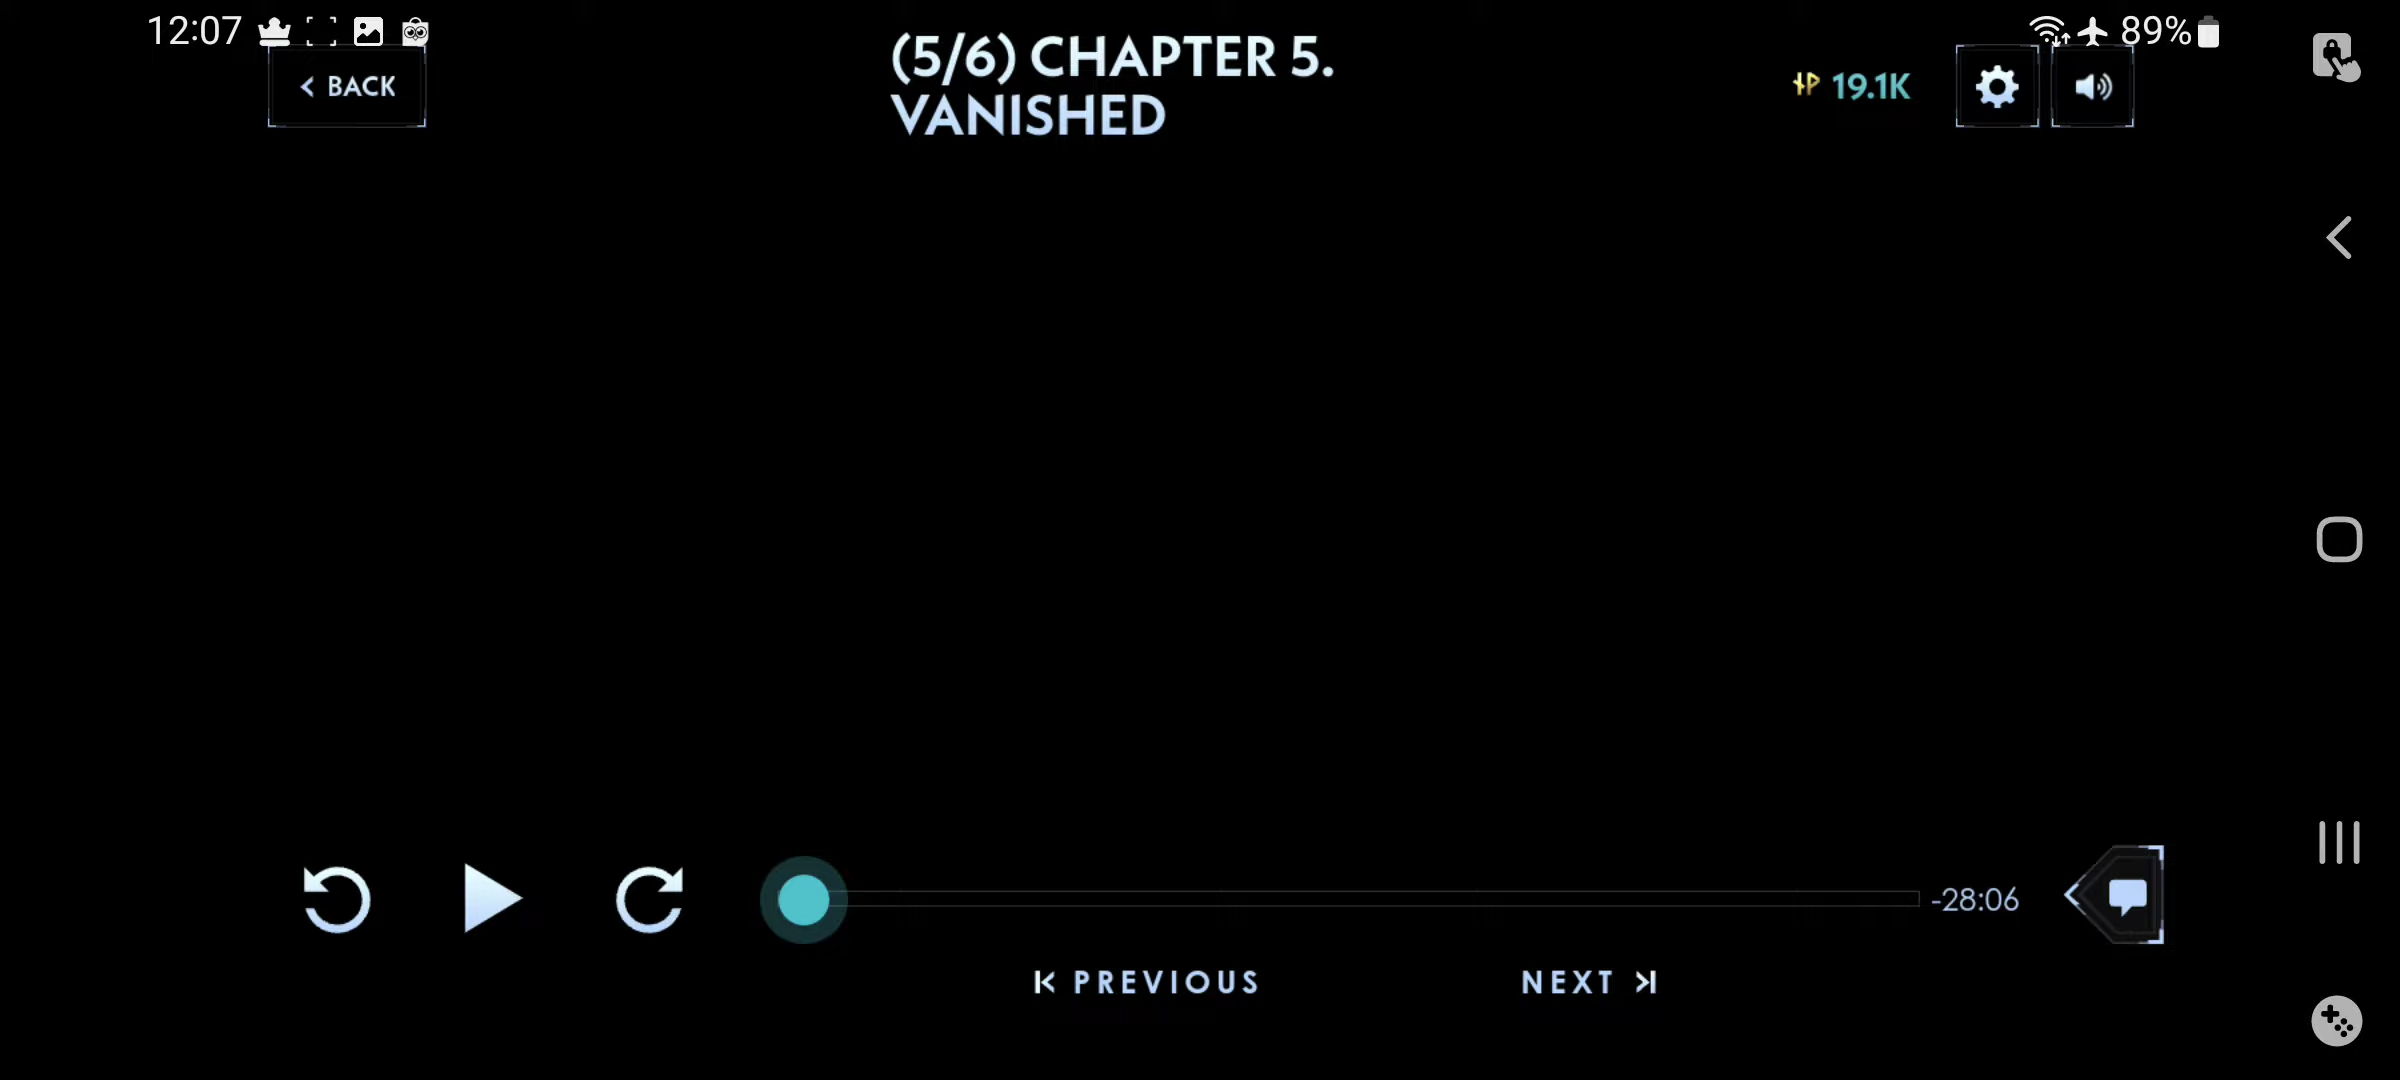 12:07
89%
< BACK
(5/6) CHAPTER 5.
VANISHED
19.1K
-28:06
PREVIOUS
NEXT